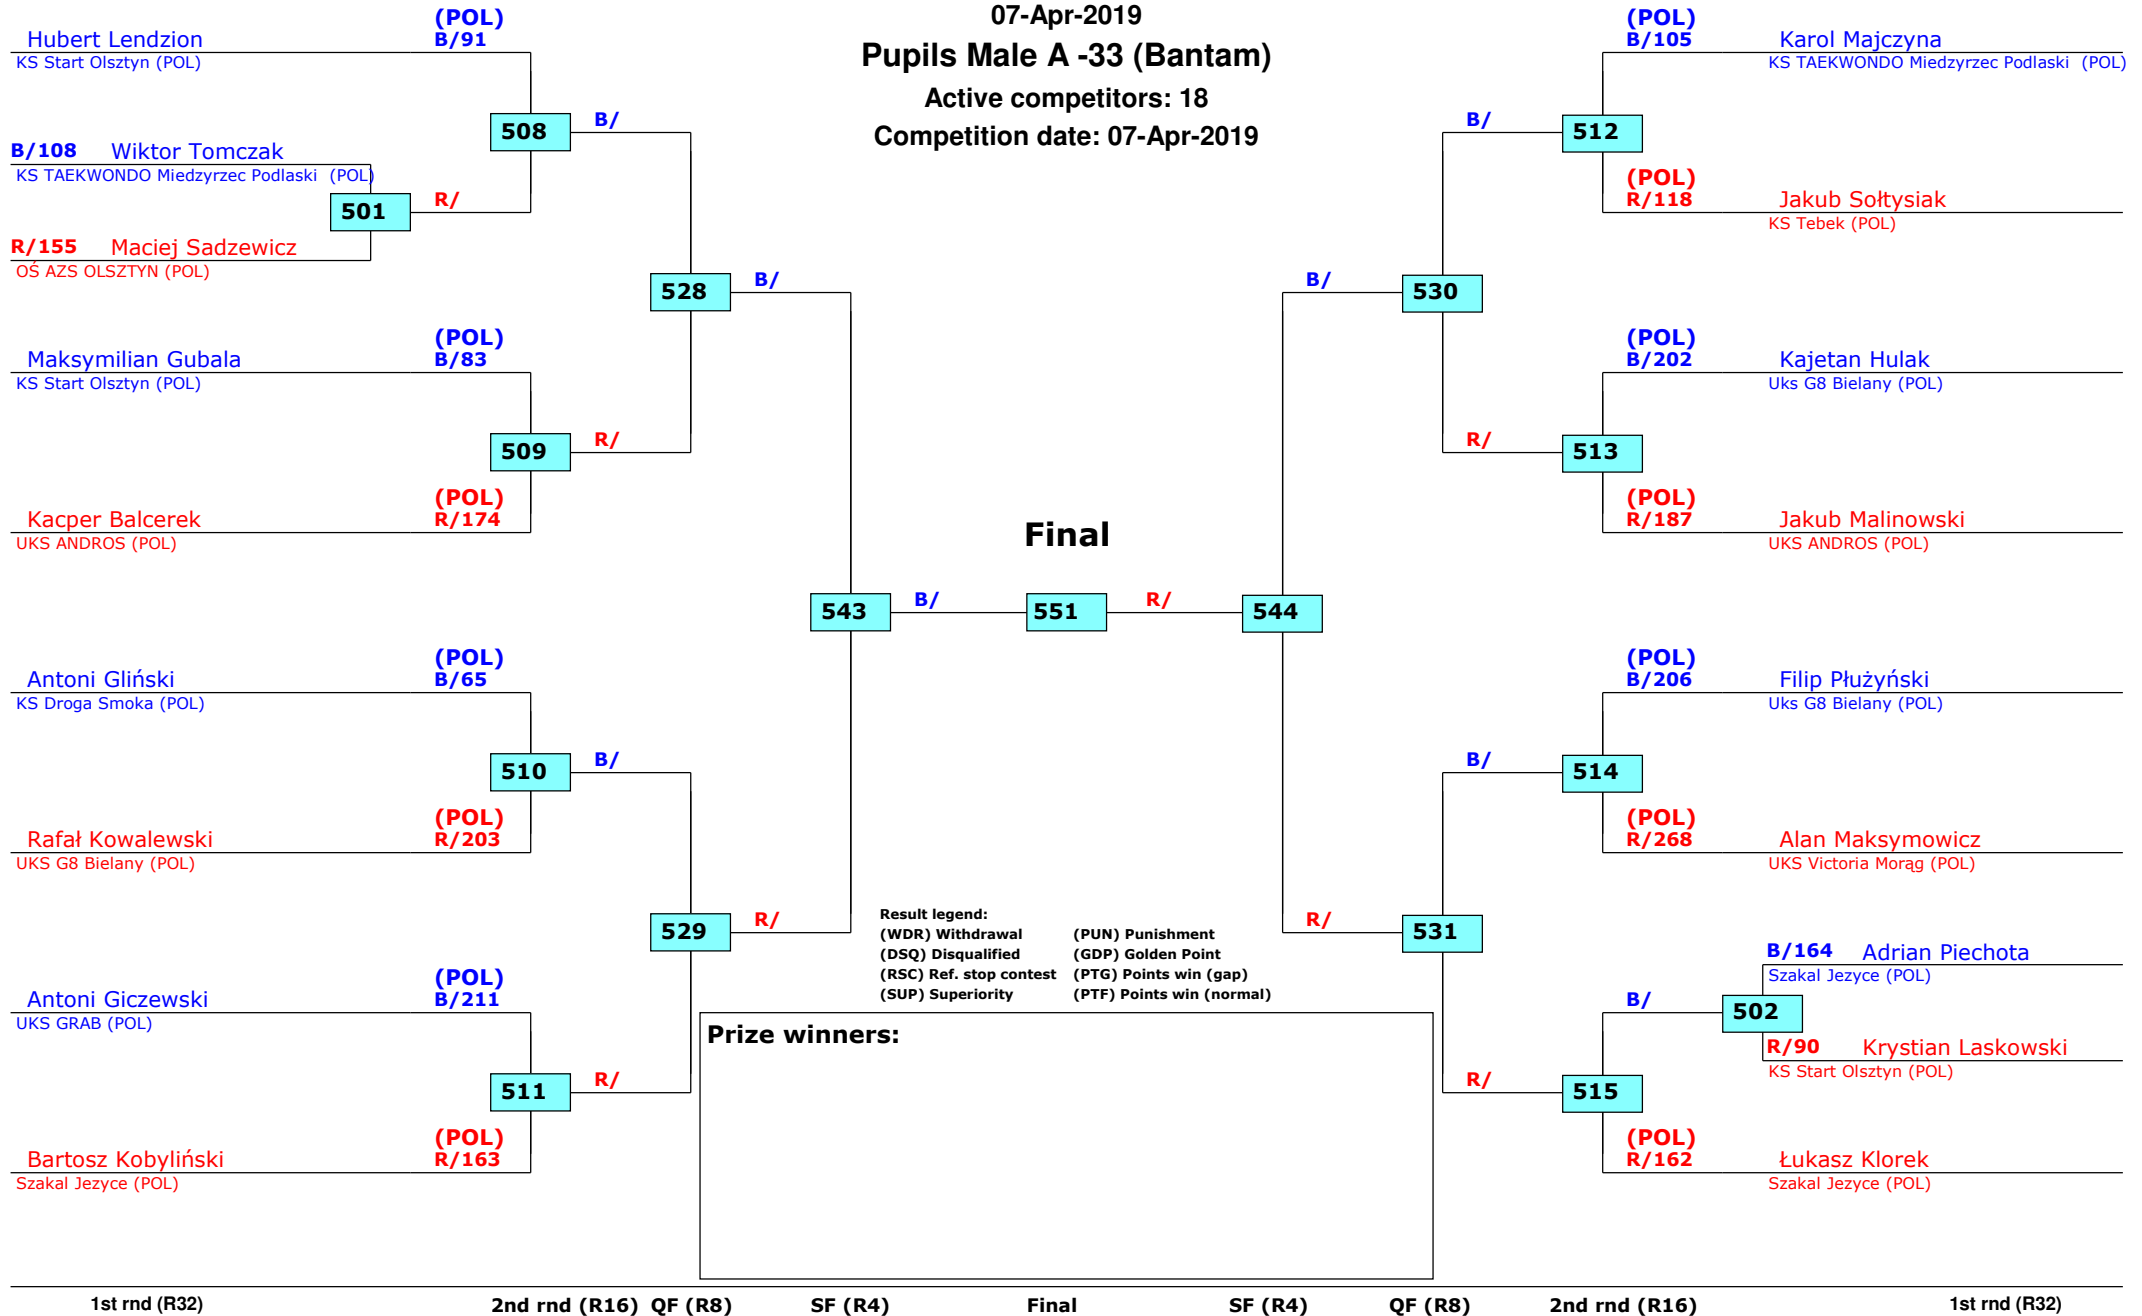 07-Apr-2019
Pupils Male A -33 (Bantam)
Active competitors: 18
Competition date: 07-Apr-2019
(POL)
Hubert Lendzion B/91
KS Start Olsztyn (POL)
508 B/
B/108 Wiktor Tomczak
KS TAEKWONDO Miedzyrzec Podlaski (POL)
501 R/
R/155 Maciej Sadzewicz
OŚ AZS OLSZTYN (POL)
528 B/
(POL)
Maksymilian Gubala B/83
KS Start Olsztyn (POL)
509 R/
(POL)
Kacper Balcerek R/174
UKS ANDROS (POL)
543 B/
(POL)
Antoni Gliński B/65
KS Droga Smoka (POL)
510 B/
(POL)
Rafał Kowalewski R/203
UKS G8 Bielany (POL)
529 R/
(POL)
Antoni Giczewski B/211
UKS GRAB (POL)
511 R/
(POL)
Bartosz Kobyliński R/163
Szakal Jezyce (POL)
Final
551
(POL)
B/105 Karol Majczyna
KS TAEKWONDO Miedzyrzec Podlaski (POL)
B/ 512
(POL)
R/118 Jakub Sołtysiak
KS Tebek (POL)
B/ 530
(POL)
B/202 Kajetan Hulak
Uks G8 Bielany (POL)
R/ 513
(POL)
R/187 Jakub Malinowski
UKS ANDROS (POL)
R/ 544
(POL)
B/206 Filip Płużyński
Uks G8 Bielany (POL)
B/ 514
(POL)
R/268 Alan Maksymowicz
UKS Victoria Morąg (POL)
R/ 531
B/164 Adrian Piechota
Szakal Jezyce (POL)
B/ 502
R/90 Krystian Laskowski
KS Start Olsztyn (POL)
R/ 515
(POL)
R/162 Łukasz Klorek
Szakal Jezyce (POL)
Result legend:
(WDR) Withdrawal (PUN) Punishment
(DSQ) Disqualified (GDP) Golden Point
(RSC) Ref. stop contest (PTG) Points win (gap)
(SUP) Superiority (PTF) Points win (normal)
Prize winners:
1st rnd (R32) 2nd rnd (R16) QF (R8) SF (R4) Final SF (R4) QF (R8) 2nd rnd (R16) 1st rnd (R32)